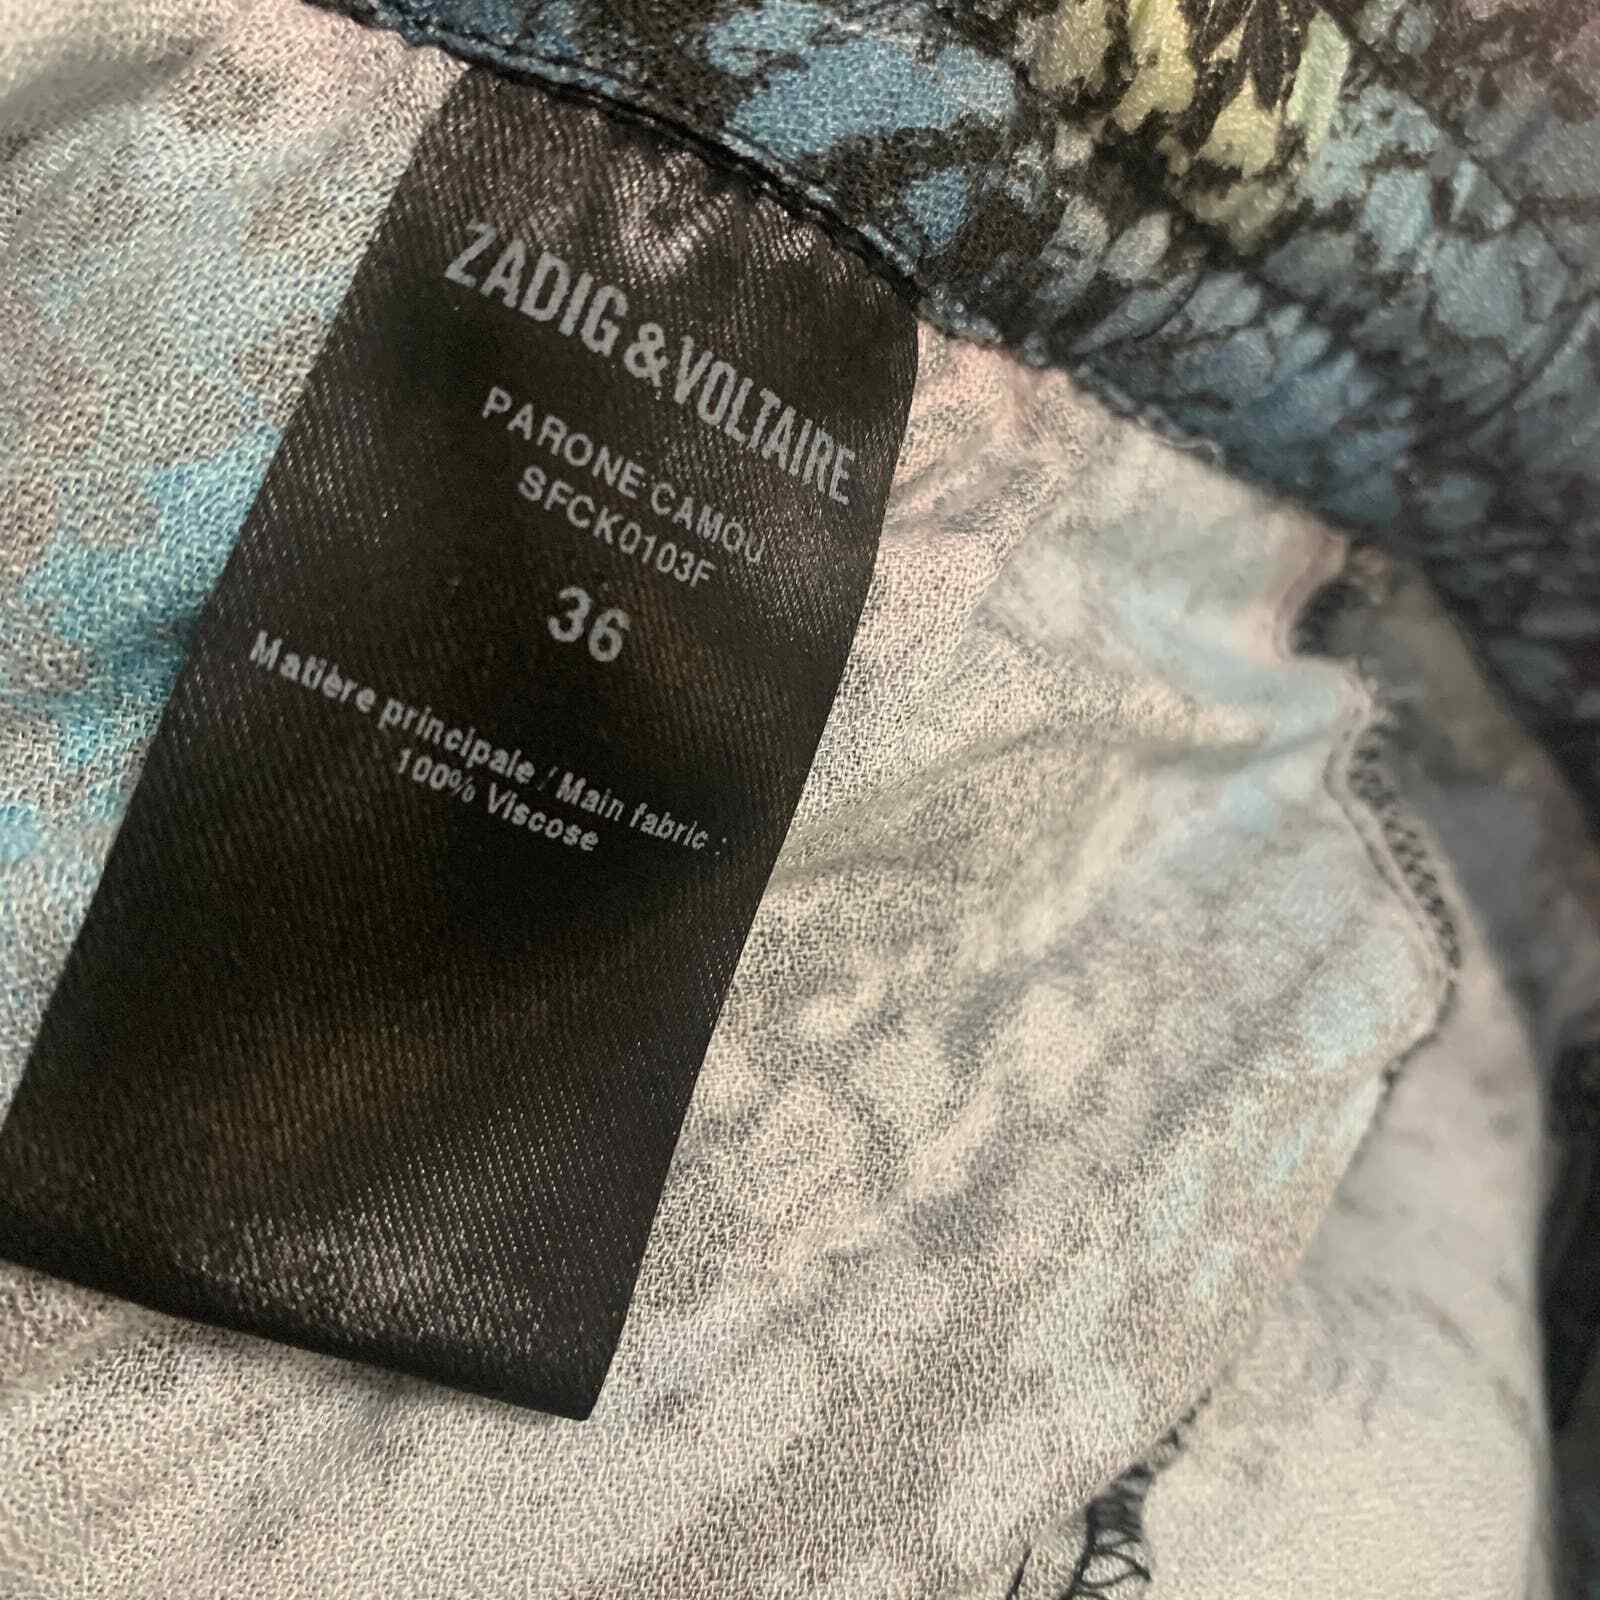 ZADIG & VOLTAIRE
PARONE CAMOU
SFCK0103F
36
Matière principale / Main fabric :
100% Viscose